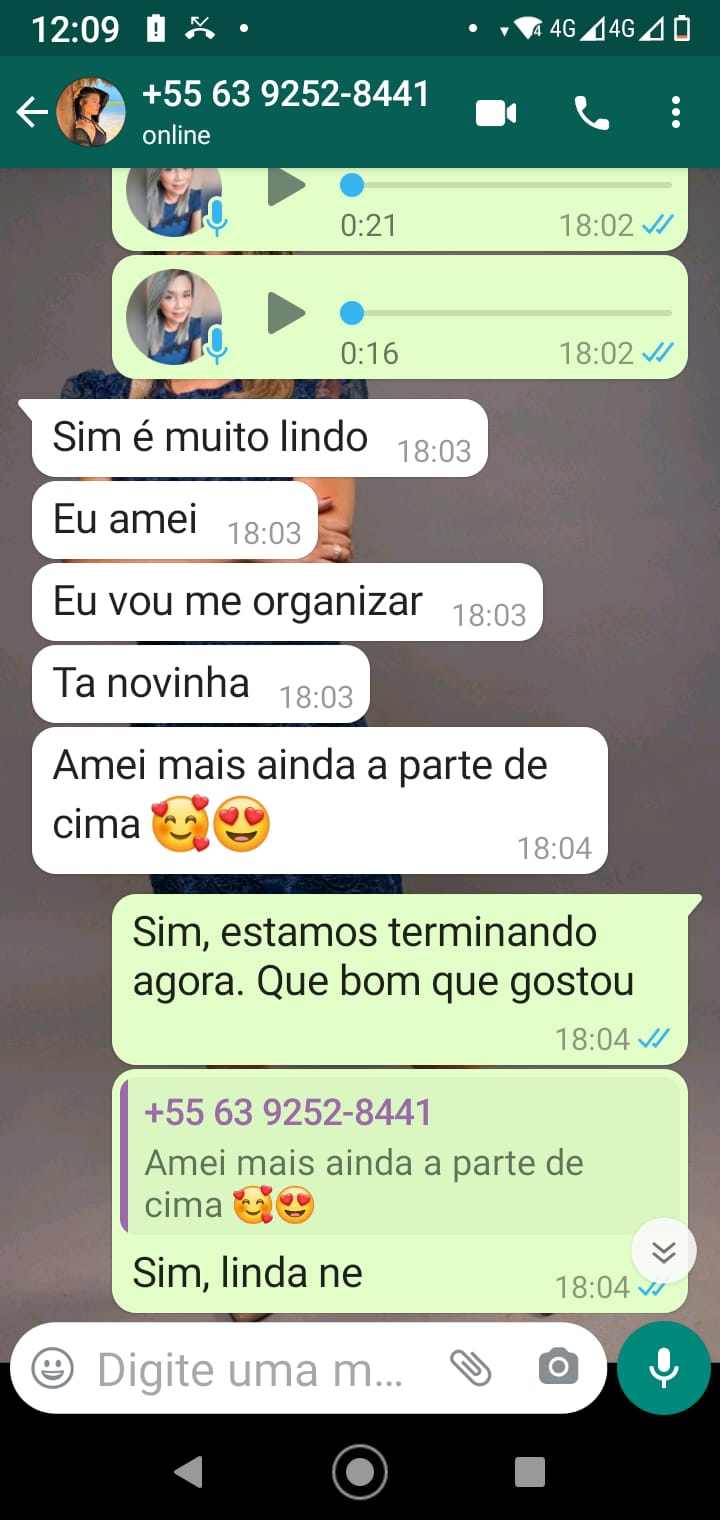 12:09
4G 4G
+55 63 9252-8441
online
0:21 18:02
0:16 18:02
Sim é muito lindo 18:03
Eu amei 18:03
Eu vou me organizar 18:03
Ta novinha 18:03
Amei mais ainda a parte de
cima 🥰😍
18:04
Sim, estamos terminando
agora. Que bom que gostou
18:04
+55 63 9252-8441
Amei mais ainda a parte de
cima 🥰😍
Sim, linda ne 18:04
Digite uma m...